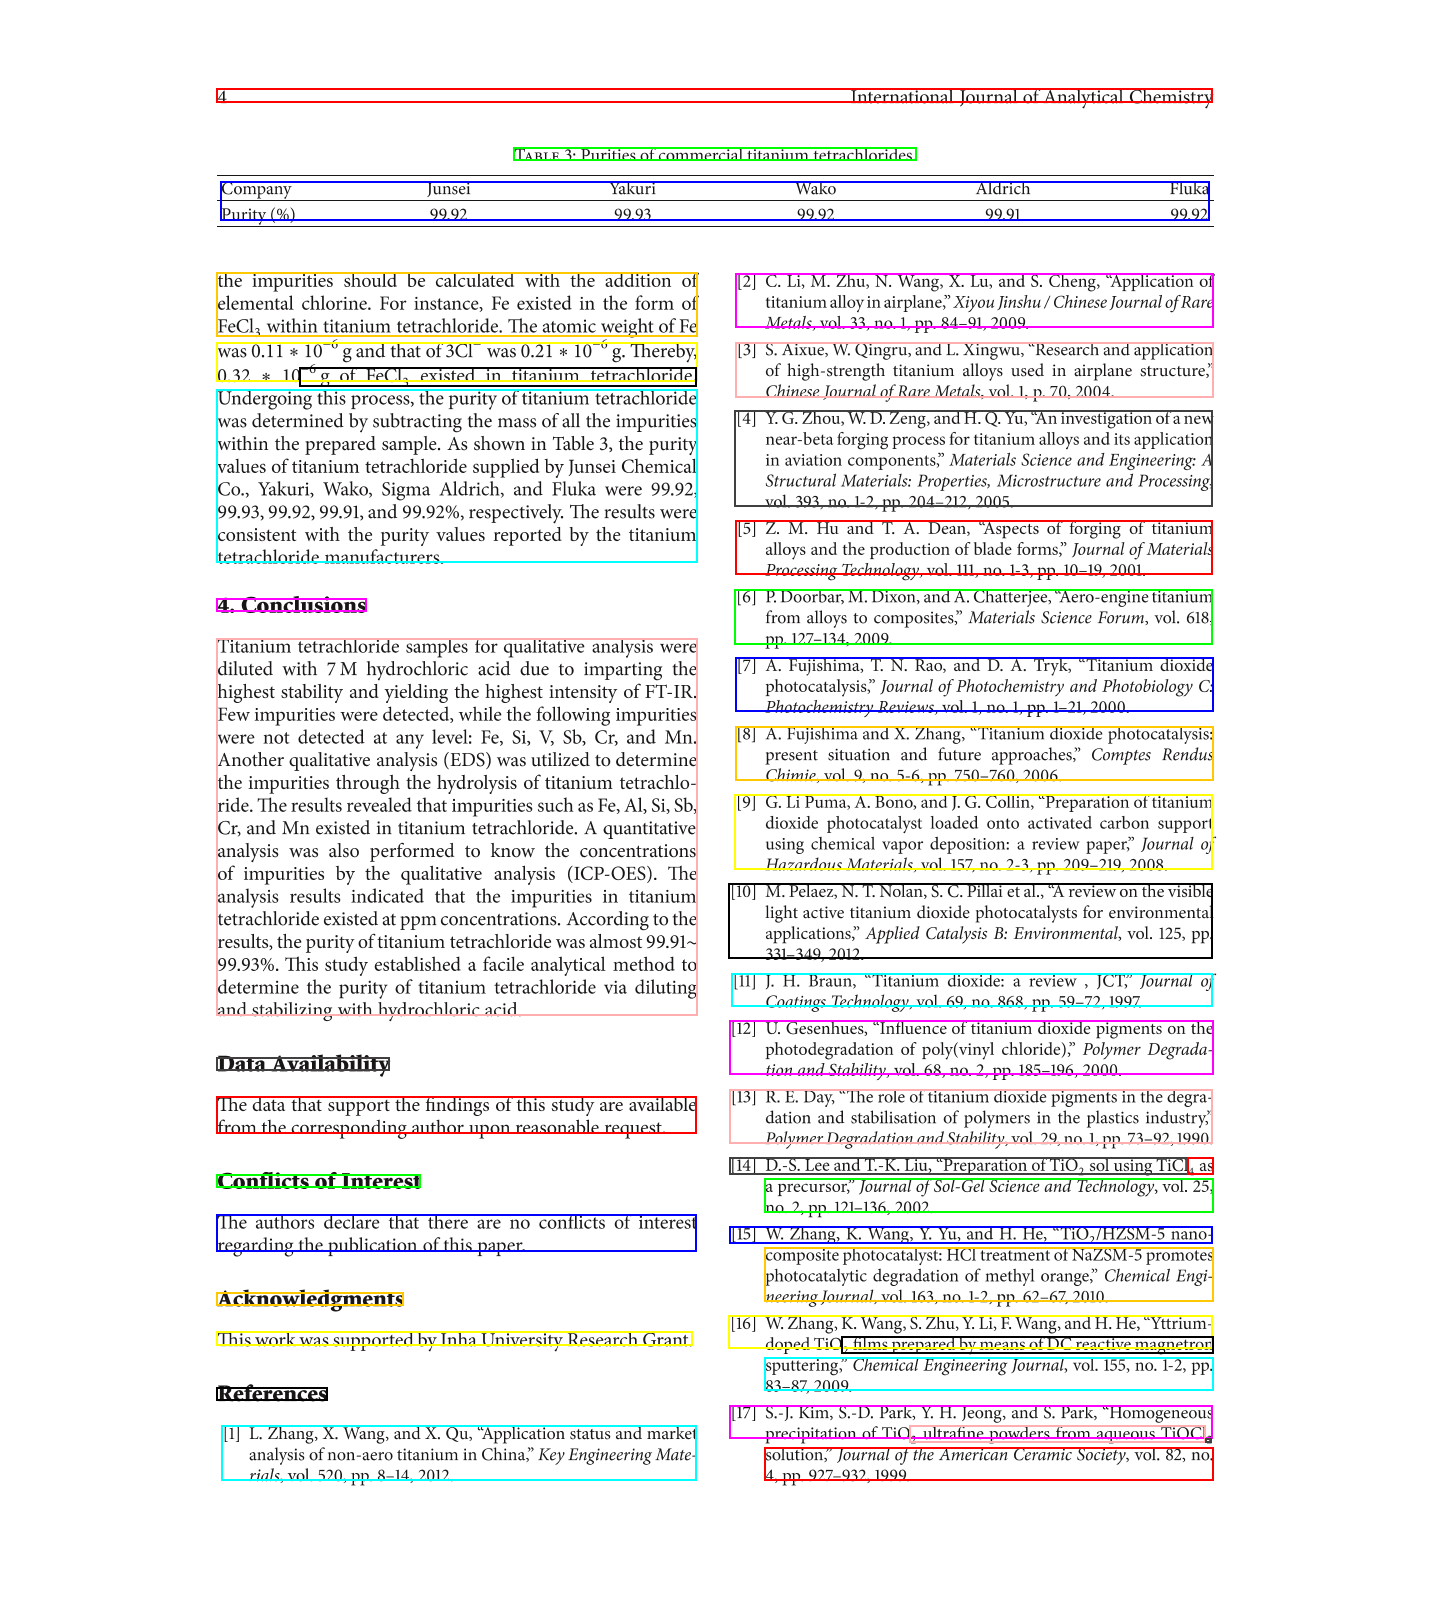 4 International Journal of Analytical Chemistry
Table 3: Purities of commercial titanium tetrachlorides.
Company Junsei Yakuri Wako Aldrich Fluka
Purity (%) 99.92 99.93 99.92 99.91 99.92
the impurities should be calculated with the addition of
elemental chlorine. For instance, Fe existed in the form of
FeCl₃ within titanium tetrachloride. The atomic weight of Fe
was 0.11 ∗ 10⁻⁶ g and that of 3Cl⁻ was 0.21 ∗ 10⁻⁶ g. Thereby,
0.32 ∗ 10⁻⁶ g of FeCl₃ existed in titanium tetrachloride.
Undergoing this process, the purity of titanium tetrachloride
was determined by subtracting the mass of all the impurities
within the prepared sample. As shown in Table 3, the purity
values of titanium tetrachloride supplied by Junsei Chemical
Co., Yakuri, Wako, Sigma Aldrich, and Fluka were 99.92,
99.93, 99.92, 99.91, and 99.92%, respectively. The results were
consistent with the purity values reported by the titanium
tetrachloride manufacturers.
4. Conclusions
Titanium tetrachloride samples for qualitative analysis were
diluted with 7 M hydrochloric acid due to imparting the
highest stability and yielding the highest intensity of FT-IR.
Few impurities were detected, while the following impurities
were not detected at any level: Fe, Si, V, Sb, Cr, and Mn.
Another qualitative analysis (EDS) was utilized to determine
the impurities through the hydrolysis of titanium tetrachlo-
ride. The results revealed that impurities such as Fe, Al, Si, Sb,
Cr, and Mn existed in titanium tetrachloride. A quantitative
analysis was also performed to know the concentrations
of impurities by the qualitative analysis (ICP-OES). The
analysis results indicated that the impurities in titanium
tetrachloride existed at ppm concentrations. According to the
results, the purity of titanium tetrachloride was almost 99.91~
99.93%. This study established a facile analytical method to
determine the purity of titanium tetrachloride via diluting
and stabilizing with hydrochloric acid.
Data Availability
The data that support the findings of this study are available
from the corresponding author upon reasonable request.
Conflicts of Interest
The authors declare that there are no conflicts of interest
regarding the publication of this paper.
Acknowledgments
This work was supported by Inha University Research Grant.
References
[1] L. Zhang, X. Wang, and X. Qu, “Application status and market
analysis of non-aero titanium in China,” Key Engineering Mate-
rials, vol. 520, pp. 8–14, 2012.
[2] C. Li, M. Zhu, N. Wang, X. Lu, and S. Cheng, “Application of
titanium alloy in airplane,” Xiyou Jinshu / Chinese Journal of Rare
Metals, vol. 33, no. 1, pp. 84–91, 2009.
[3] S. Aixue, W. Qingru, and L. Xingwu, “Research and application
of high-strength titanium alloys used in airplane structure,”
Chinese Journal of Rare Metals, vol. 1, p. 70, 2004.
[4] Y. G. Zhou, W. D. Zeng, and H. Q. Yu, “An investigation of a new
near-beta forging process for titanium alloys and its application
in aviation components,” Materials Science and Engineering: A
Structural Materials: Properties, Microstructure and Processing,
vol. 393, no. 1-2, pp. 204–212, 2005.
[5] Z. M. Hu and T. A. Dean, “Aspects of forging of titanium
alloys and the production of blade forms,” Journal of Materials
Processing Technology, vol. 111, no. 1-3, pp. 10–19, 2001.
[6] P. Doorbar, M. Dixon, and A. Chatterjee, “Aero-engine titanium
from alloys to composites,” Materials Science Forum, vol. 618,
pp. 127–134, 2009.
[7] A. Fujishima, T. N. Rao, and D. A. Tryk, “Titanium dioxide
photocatalysis,” Journal of Photochemistry and Photobiology C:
Photochemistry Reviews, vol. 1, no. 1, pp. 1–21, 2000.
[8] A. Fujishima and X. Zhang, “Titanium dioxide photocatalysis:
present situation and future approaches,” Comptes Rendus
Chimie, vol. 9, no. 5-6, pp. 750–760, 2006.
[9] G. Li Puma, A. Bono, and J. G. Collin, “Preparation of titanium
dioxide photocatalyst loaded onto activated carbon support
using chemical vapor deposition: a review paper,” Journal of
Hazardous Materials, vol. 157, no. 2-3, pp. 209–219, 2008.
[10] M. Pelaez, N. T. Nolan, S. C. Pillai et al., “A review on the visible
light active titanium dioxide photocatalysts for environmental
applications,” Applied Catalysis B: Environmental, vol. 125, pp.
331–349, 2012.
[11] J. H. Braun, “Titanium dioxide: a review , JCT,” Journal of
Coatings Technology, vol. 69, no. 868, pp. 59–72, 1997.
[12] U. Gesenhues, “Influence of titanium dioxide pigments on the
photodegradation of poly(vinyl chloride),” Polymer Degrada-
tion and Stability, vol. 68, no. 2, pp. 185–196, 2000.
[13] R. E. Day, “The role of titanium dioxide pigments in the degra-
dation and stabilisation of polymers in the plastics industry,”
Polymer Degradation and Stability, vol. 29, no. 1, pp. 73–92, 1990.
[14] D.-S. Lee and T.-K. Liu, “Preparation of TiO₂ sol using TiCl₄ as
a precursor,” Journal of Sol-Gel Science and Technology, vol. 25,
no. 2, pp. 121–136, 2002.
[15] W. Zhang, K. Wang, Y. Yu, and H. He, “TiO₂/HZSM-5 nano-
composite photocatalyst: HCl treatment of NaZSM-5 promotes
photocatalytic degradation of methyl orange,” Chemical Engi-
neering Journal, vol. 163, no. 1-2, pp. 62–67, 2010.
[16] W. Zhang, K. Wang, S. Zhu, Y. Li, F. Wang, and H. He, “Yttrium-
doped TiO₂ films prepared by means of DC reactive magnetron
sputtering,” Chemical Engineering Journal, vol. 155, no. 1-2, pp.
83–87, 2009.
[17] S.-J. Kim, S.-D. Park, Y. H. Jeong, and S. Park, “Homogeneous
precipitation of TiO₂ ultrafine powders from aqueous TiOCl₂
solution,” Journal of the American Ceramic Society, vol. 82, no.
4, pp. 927–932, 1999.